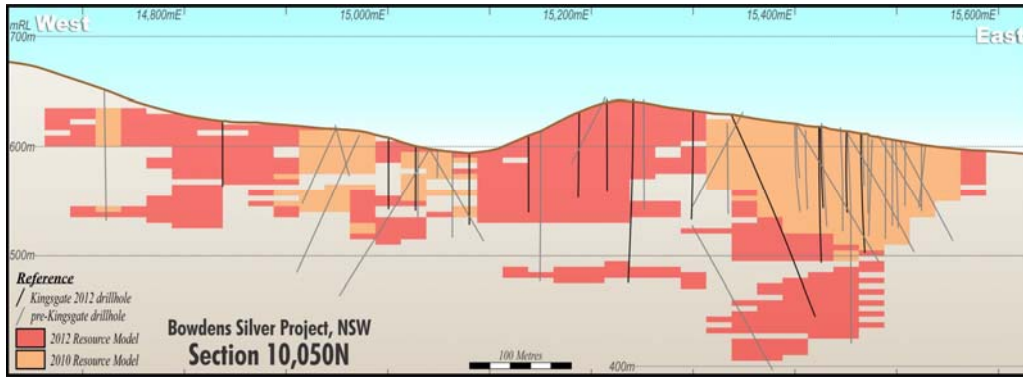 14,800mE 15,000mE 15,200mE 15,400mE 15,600mE
mRL West East
700m
600m
500m
Reference
Kingsgate 2012 drillhole
pre-Kingsgate drillhole
2012 Resource Model
2010 Resource Model
Bowdens Silver Project, NSW
Section 10,050N
100 Metres
400m